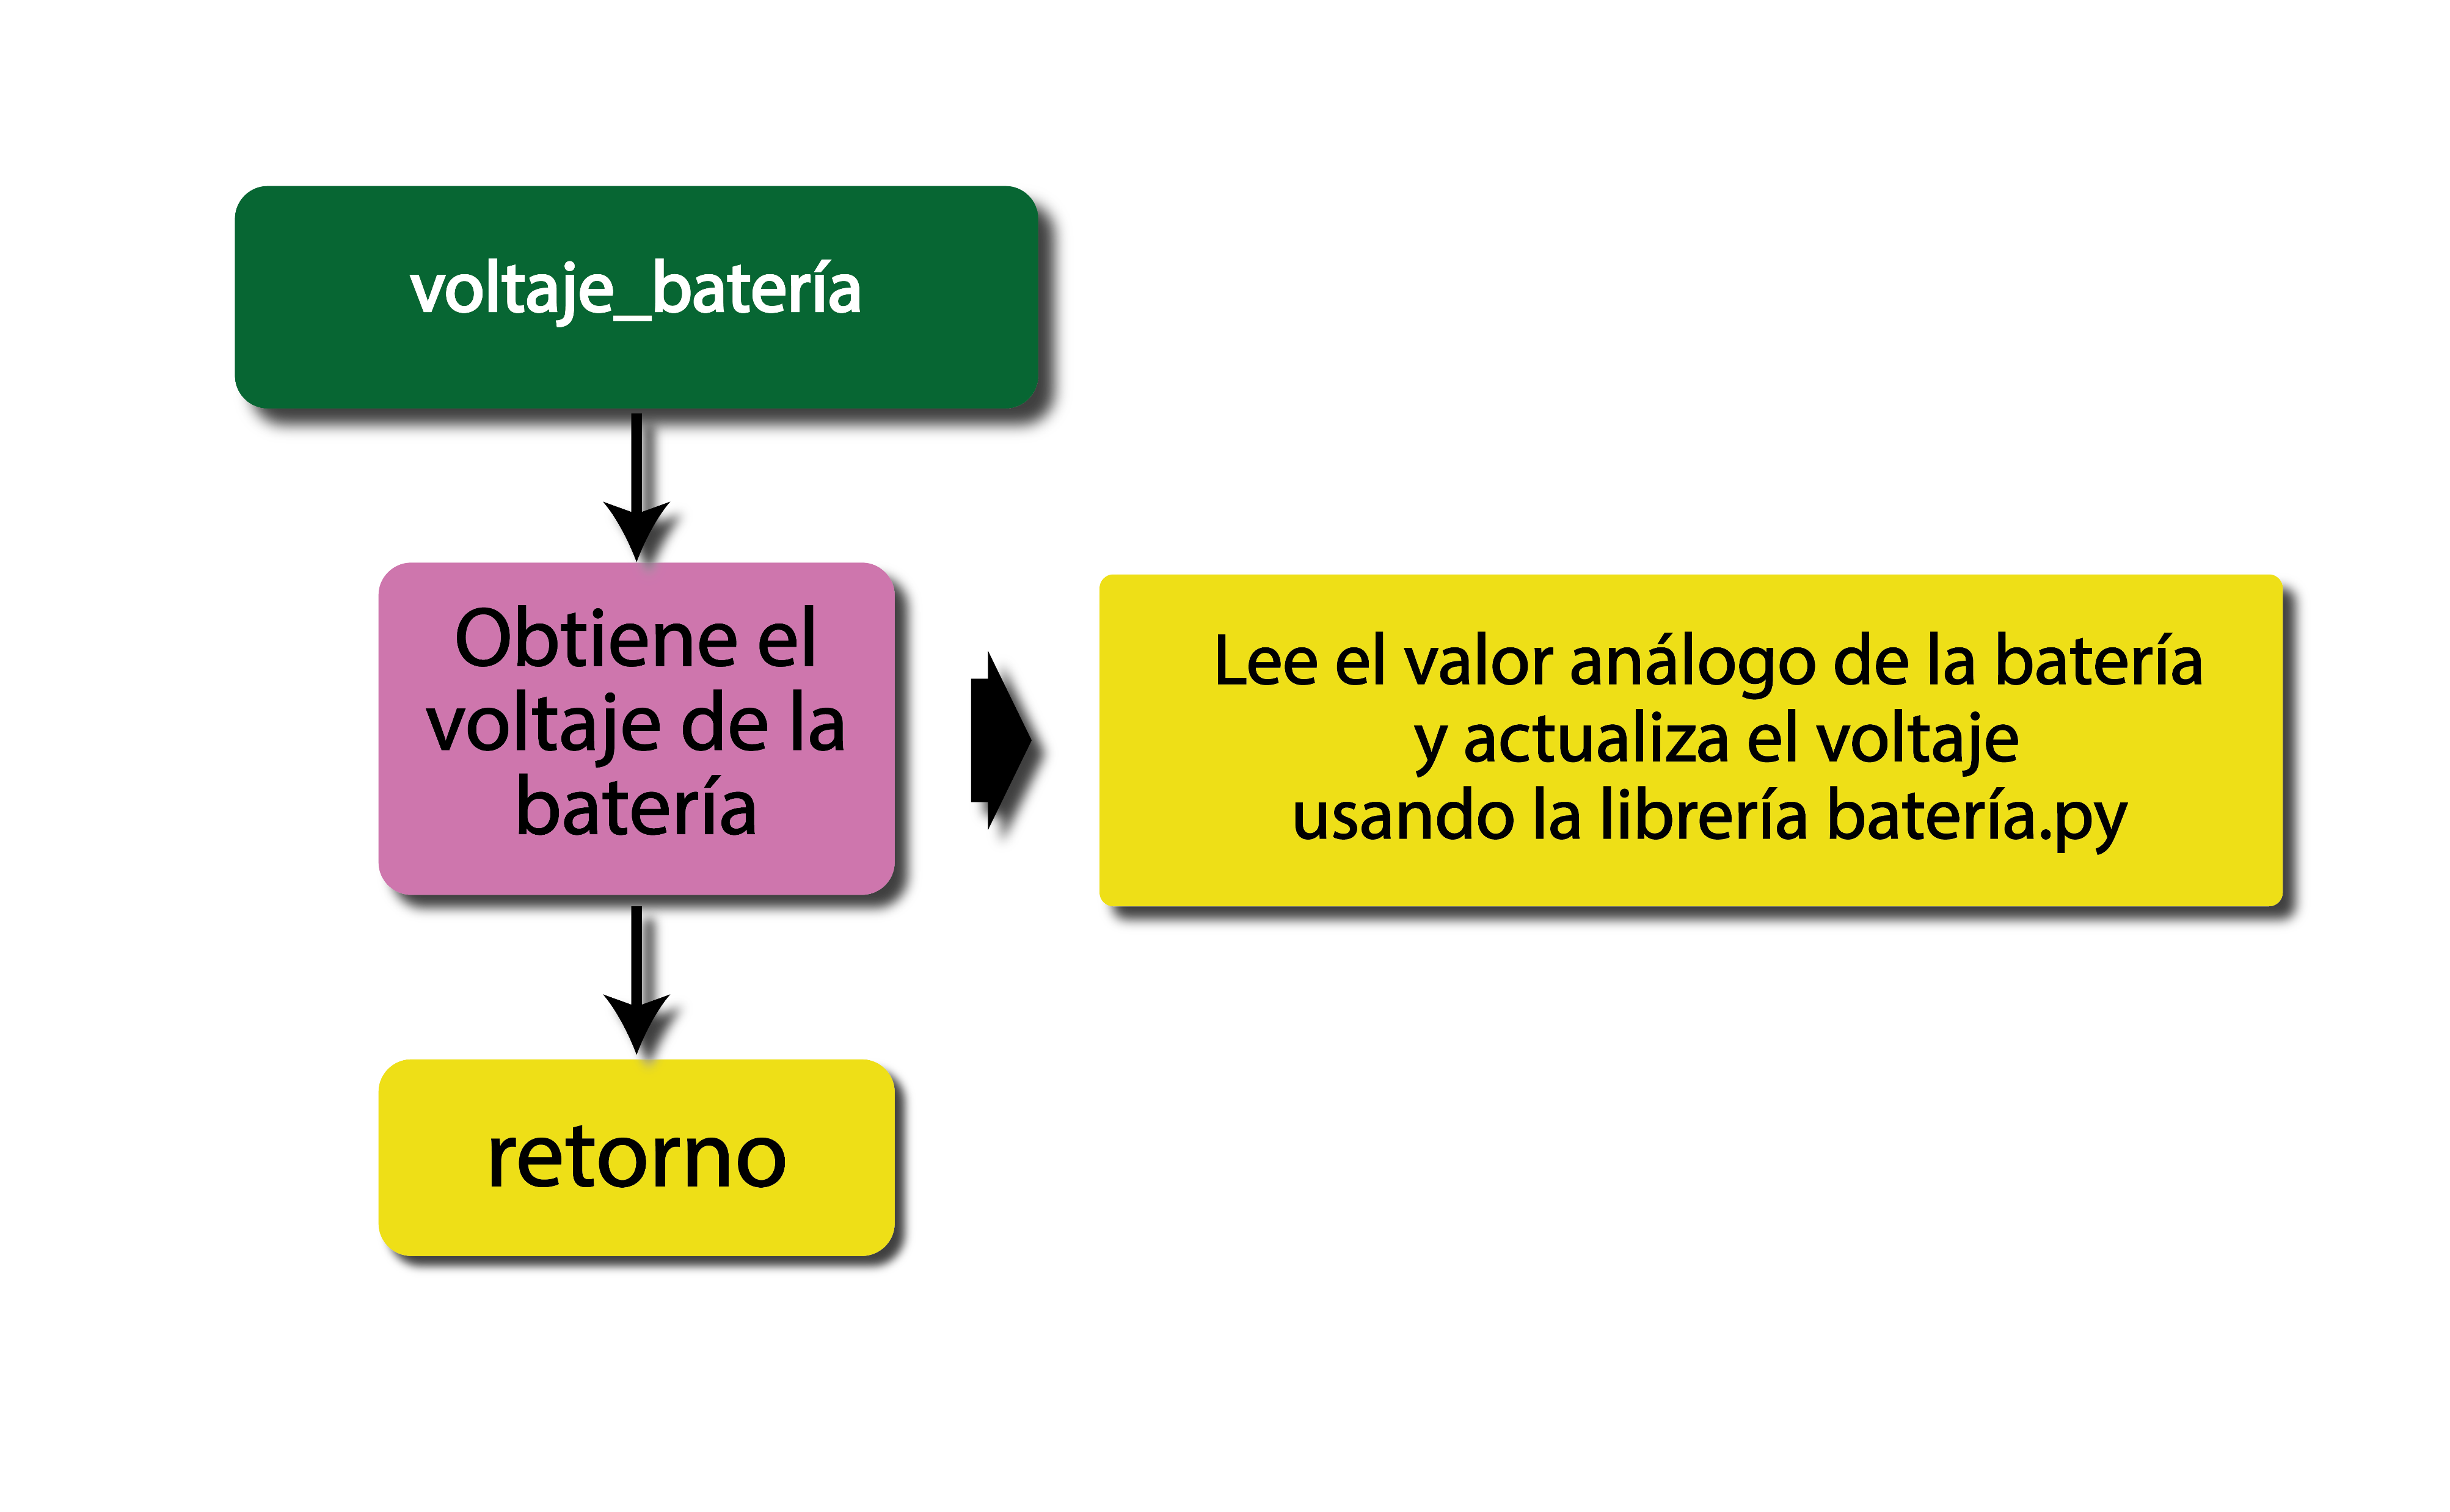 voltaje_batería
Obtiene el
voltaje de la
batería
Lee el valor análogo de la batería
y actualiza el voltaje
usando la librería batería.py
retorno